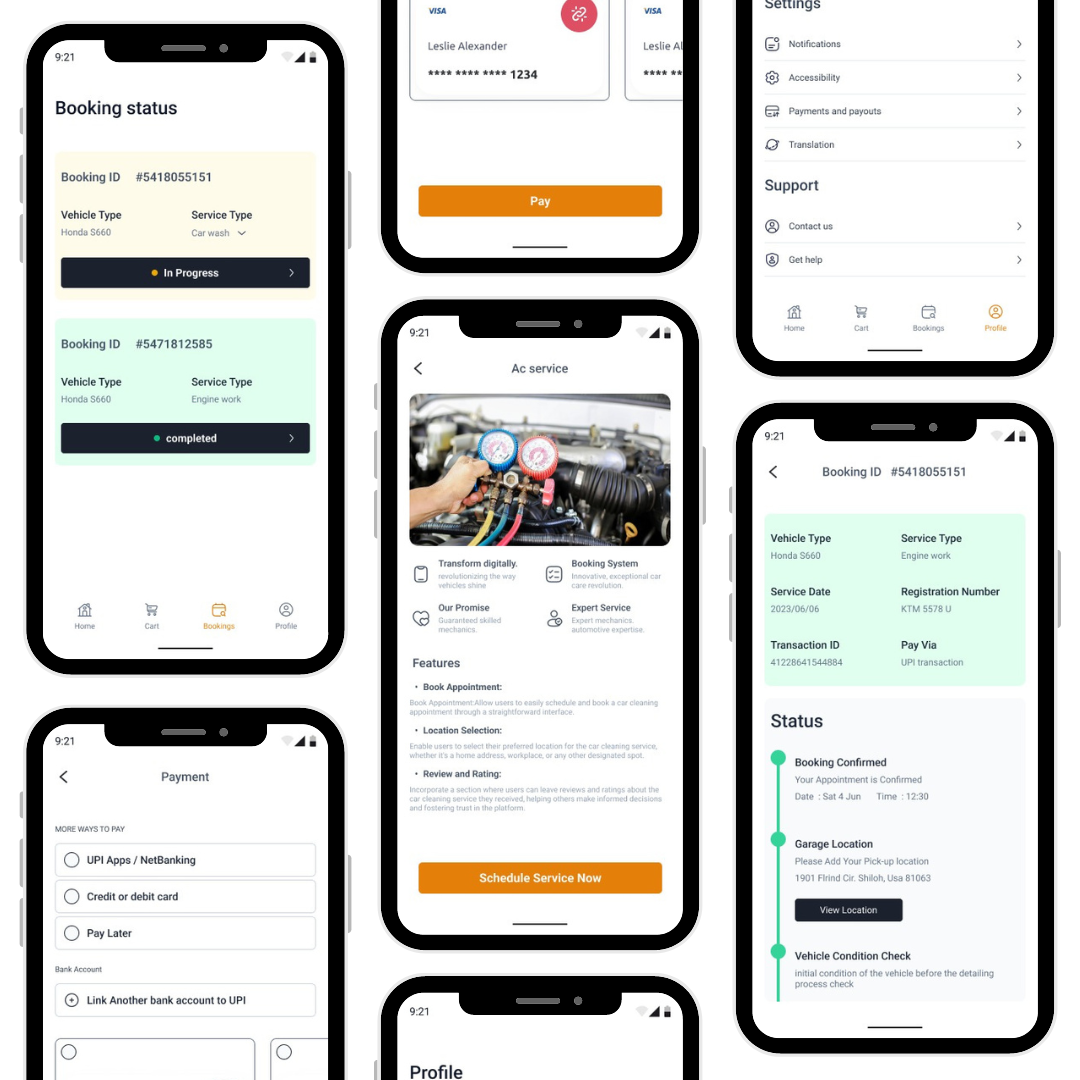 9:21
Booking status
Booking ID #5418055151
Vehicle Type Service Type
Honda S660 Car wash
In Progress
Booking ID #5471812585
Vehicle Type Service Type
Honda S660 Engine work
completed
Home Cart Bookings Profile
9:21
Payment
MORE WAYS TO PAY
UPI Apps / NetBanking
Credit or debit card
Pay Later
Bank Account
Link Another bank account to UPI
VISA VISA
Leslie Alexander Leslie Al
**** **** **** 1234 **** **
Pay
9:21
Ac service
Transform digitally.
revolutionizing the way
vehicles shine
Booking System
Innovative, exceptional car
care revolution.
Our Promise
Guaranteed skilled
mechanics.
Expert Service
Expert mechanics.
automotive expertise.
Features
• Book Appointment:
Book Appointment:Allow users to easily schedule and book a car cleaning
appointment through a straightforward interface.
• Location Selection:
Enable users to select their preferred location for the car cleaning service,
whether it's a home address, workplace, or any other designated spot.
• Review and Rating:
Incorporate a section where users can leave reviews and ratings about the
car cleaning service they received, helping others make informed decisions
and fostering trust in the platform.
Schedule Service Now
9:21
Profile
Settings
Notifications
Accessibility
Payments and payouts
Translation
Support
Contact us
Get help
Home Cart Bookings Profile
9:21
Booking ID #5418055151
Vehicle Type Service Type
Honda S660 Engine work
Service Date Registration Number
2023/06/06 KTM 5578 U
Transaction ID Pay Via
41228641544884 UPI transaction
Status
Booking Confirmed
Your Appointment is Confirmed
Date : Sat 4 Jun Time : 12:30
Garage Location
Please Add Your Pick-up location
1901 Flrind Cir. Shiloh, Usa 81063
View Location
Vehicle Condition Check
initial condition of the vehicle before the detailing
process check